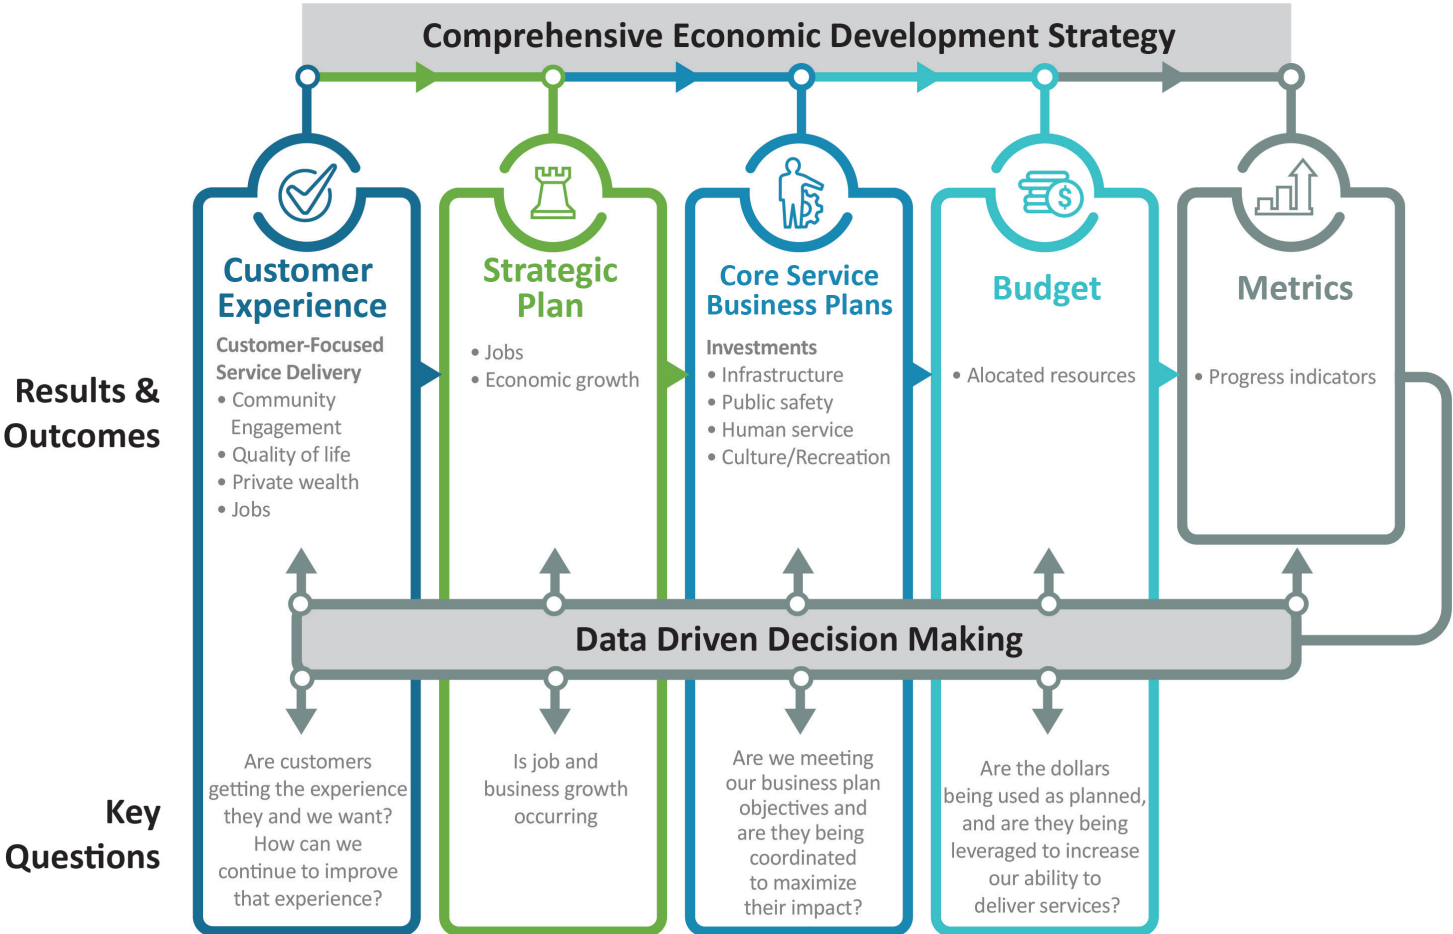 Comprehensive Economic Development Strategy
Customer
Experience
Customer-Focused
Service Delivery
• Community
Engagement
• Quality of life
• Private wealth
• Jobs
Strategic
Plan
• Jobs
• Economic growth
Core Service
Business Plans
Investments
• Infrastructure
• Public safety
• Human service
• Culture/Recreation
$
Budget
• Alocated resources
Metrics
• Progress indicators
Results &
Outcomes
Data Driven Decision Making
Key
Questions
Are customers
getting the experience
they and we want?
How can we
continue to improve
that experience?
Is job and
business growth
occurring
Are we meeting
our business plan
objectives and
are they being
coordinated
to maximize
their impact?
Are the dollars
being used as planned,
and are they being
leveraged to increase
our ability to
deliver services?